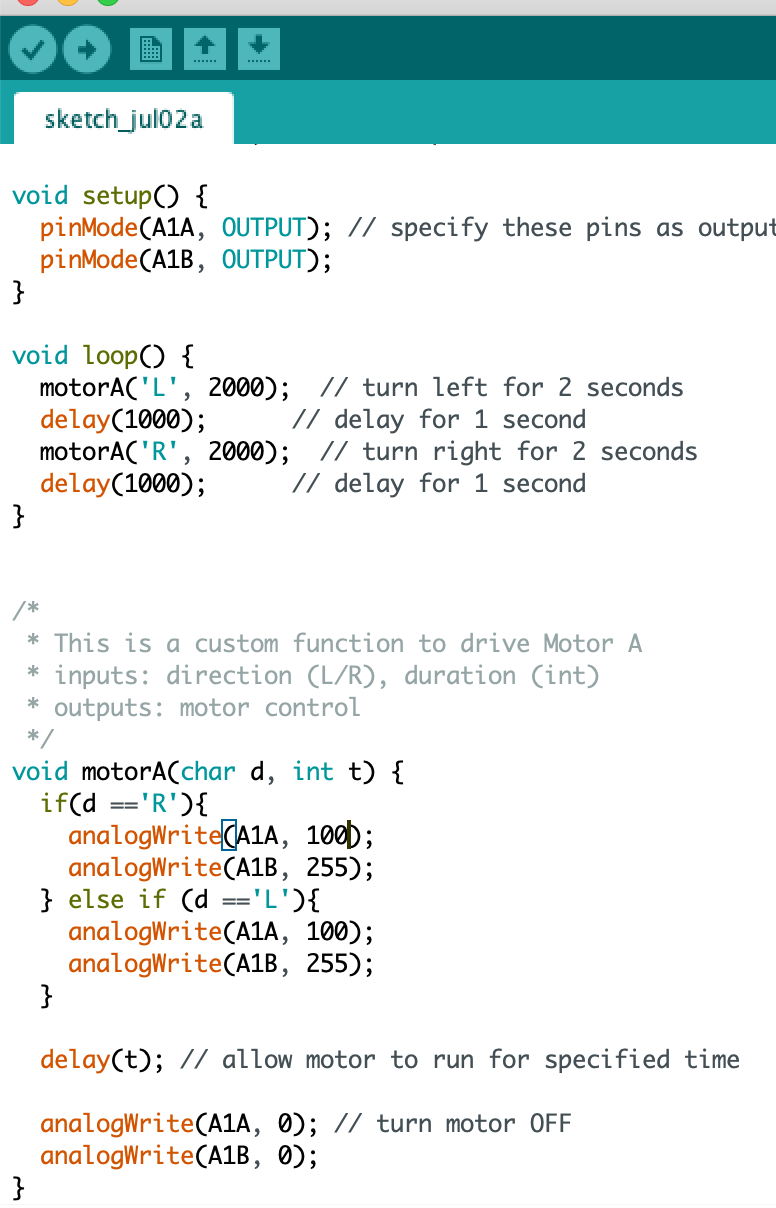 sketch_jul02a
void setup() {
  pinMode(A1A, OUTPUT); // specify these pins as output
  pinMode(A1B, OUTPUT);
}
void loop() {
  motorA('L', 2000);  // turn left for 2 seconds
  delay(1000);      // delay for 1 second
  motorA('R', 2000);  // turn right for 2 seconds
  delay(1000);      // delay for 1 second
}
/*
 * This is a custom function to drive Motor A
 * inputs: direction (L/R), duration (int)
 * outputs: motor control
 */
void motorA(char d, int t) {
  if(d =='R'){
    analogWrite(A1A, 100);
    analogWrite(A1B, 255);
  } else if (d =='L'){
    analogWrite(A1A, 100);
    analogWrite(A1B, 255);
  }
  delay(t); // allow motor to run for specified time
  analogWrite(A1A, 0); // turn motor OFF
  analogWrite(A1B, 0);
}